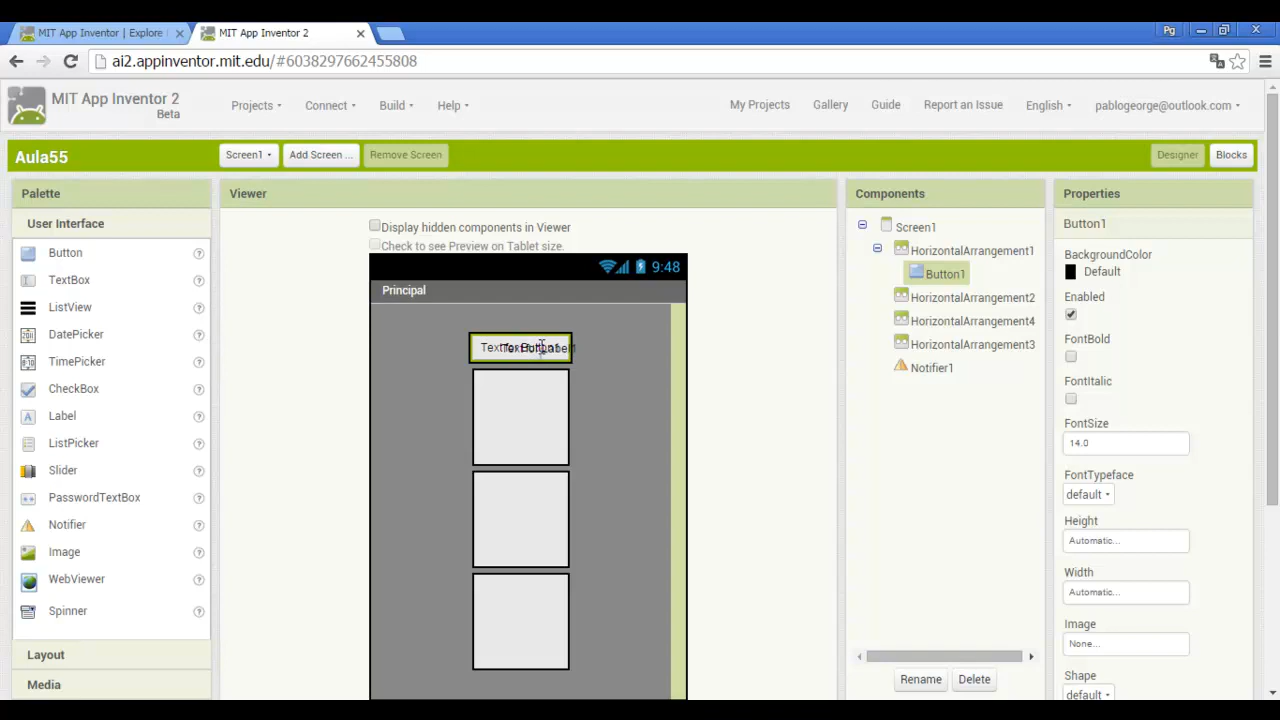 MIT App Inventor | Explore
MIT App Inventor 2
Pg
ai2.appinventor.mit.edu/#6038297662455808
MIT App Inventor 2
Beta
Projects
Connect
Build
Help
My Projects
Gallery
Guide
Report an Issue
English
pablogeorge@outlook.com
Aula55
Screen1
Add Screen ...
Remove Screen
Designer
Blocks
Palette
User Interface
Button
TextBox
ListView
DatePicker
TimePicker
CheckBox
Label
ListPicker
Slider
PasswordTextBox
Notifier
Image
WebViewer
Spinner
Layout
Media
Viewer
Display hidden components in Viewer
Check to see Preview on Tablet size.
9:48
Principal
Components
Screen1
HorizontalArrangement1
Button1
HorizontalArrangement2
HorizontalArrangement4
HorizontalArrangement3
Notifier1
Rename
Delete
Properties
Button1
BackgroundColor
Default
Enabled
FontBold
FontItalic
FontSize
14.0
FontTypeface
default
Height
Automatic...
Width
Automatic...
Image
None...
Shape
default